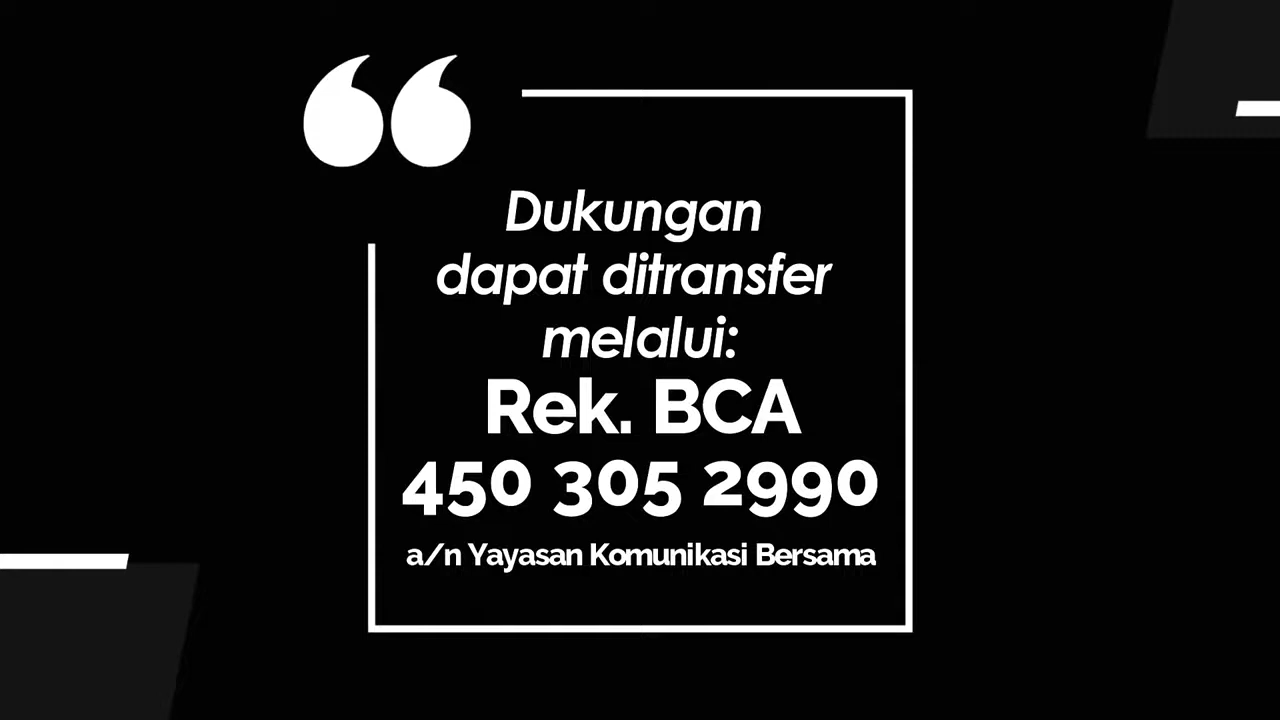 Dukungan
dapat ditransfer
melalui:
Rek. BCA
450 305 2990
a/n Yayasan Komunikasi Bersama